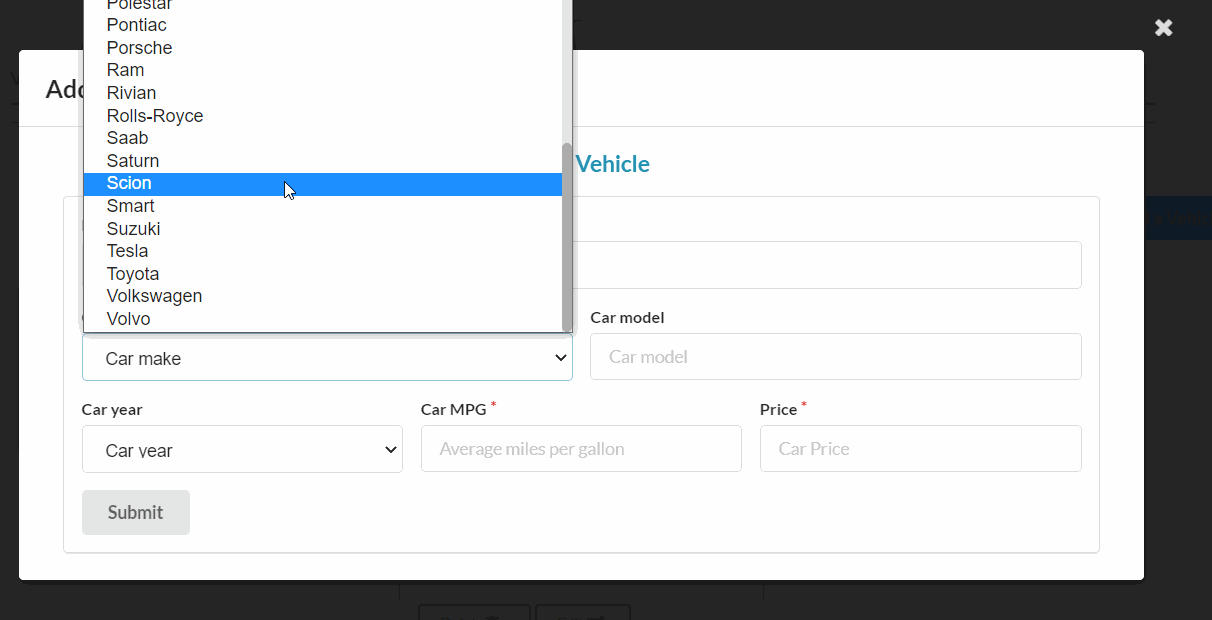 Polestar
Pontiac
Porsche
Ram
Rivian
Rolls-Royce
Saab
Saturn
Scion
Smart
Suzuki
Tesla
Toyota
Volkswagen
Volvo
Vehicle
Car model
Car make
Car model
Car year
Car MPG *
Price *
Car year
Average miles per gallon
Car Price
Submit